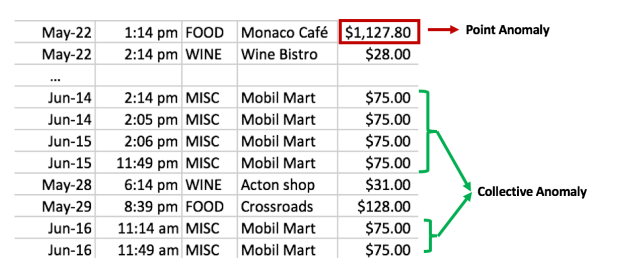 May-22 1:14 pm FOOD Monaco Café $1,127.80 Point Anomaly
May-22 2:14 pm WINE Wine Bistro $28.00
...
Jun-14 2:14 pm MISC Mobil Mart $75.00
Jun-14 2:05 pm MISC Mobil Mart $75.00
Jun-15 2:06 pm MISC Mobil Mart $75.00
Jun-15 11:49 pm MISC Mobil Mart $75.00
May-28 6:14 pm WINE Acton shop $31.00
Collective Anomaly
May-29 8:39 pm FOOD Crossroads $128.00
Jun-16 11:14 am MISC Mobil Mart $75.00
Jun-16 11:49 am MISC Mobil Mart $75.00